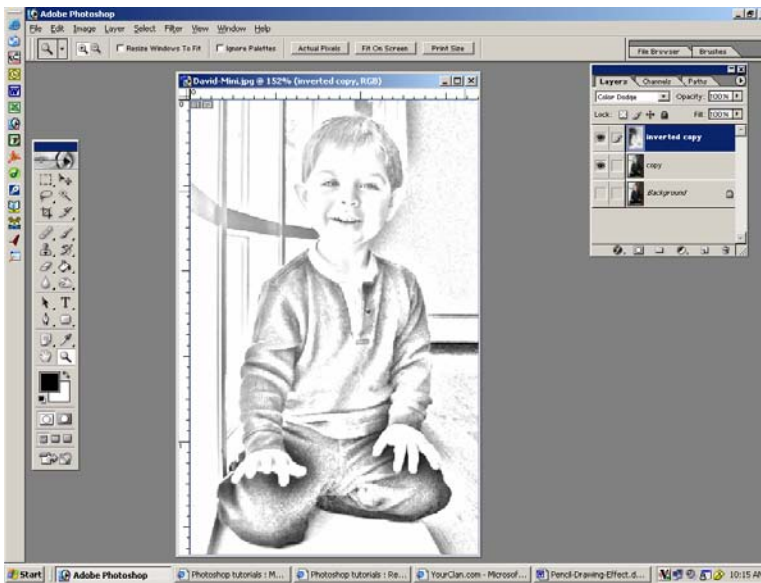 Adobe Photoshop
File Edit Image Layer Select Filter View Window Help
Resize Windows To Fit Ignore Palettes Actual Pixels Fit On Screen Print Size
File Browser Brushes
David-Mini.jpg @ 152% (inverted copy, RGB)
Layers Channels Paths
Color Dodge Opacity: 100%
Lock: Fill: 100%
inverted copy
copy
Background
T
Start Adobe Photoshop Photoshop tutorials : M... Photoshop tutorials : Re... YourClan.com - Microsof... Pencil-Drawing-Effect.d... 10:15 AM